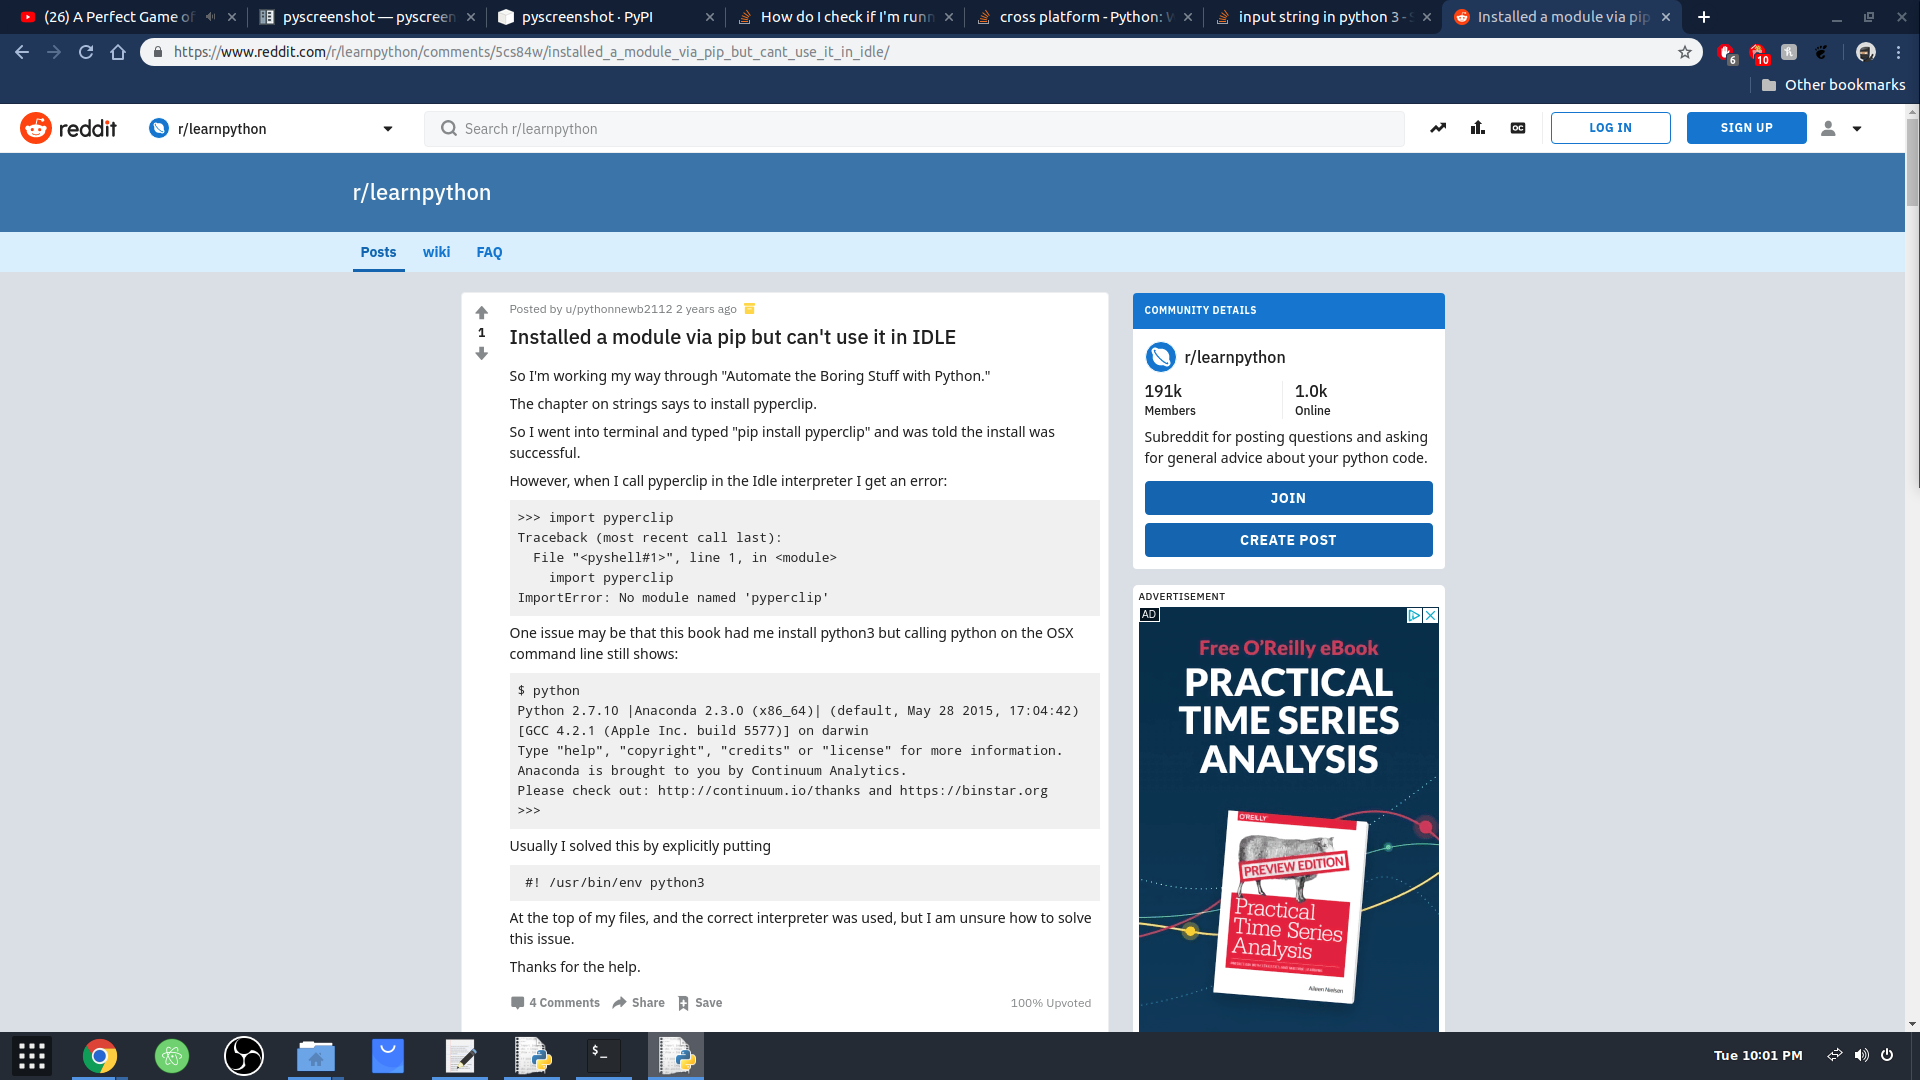 (26) A Perfect Game of
pyscreenshot — pyscreen
pyscreenshot · PyPI
How do I check if I'm runn
cross platform - Python: W
input string in python 3 - S
Installed a module via pip
https://www.reddit.com/r/learnpython/comments/5cs84w/installed_a_module_via_pip_but_cant_use_it_in_idle/
6
10
Other bookmarks
reddit
r/learnpython
Search r/learnpython
OC
LOG IN
SIGN UP
r/learnpython
Posts
wiki
FAQ
Posted by u/pythonnewb2112 2 years ago
1
Installed a module via pip but can't use it in IDLE
So I'm working my way through "Automate the Boring Stuff with Python."
The chapter on strings says to install pyperclip.
So I went into terminal and typed "pip install pyperclip" and was told the install was
successful.
However, when I call pyperclip in the Idle interpreter I get an error:
>>> import pyperclip
Traceback (most recent call last):
  File "<pyshell#1>", line 1, in <module>
    import pyperclip
ImportError: No module named 'pyperclip'
One issue may be that this book had me install python3 but calling python on the OSX
command line still shows:
$ python
Python 2.7.10 |Anaconda 2.3.0 (x86_64)| (default, May 28 2015, 17:04:42)
[GCC 4.2.1 (Apple Inc. build 5577)] on darwin
Type "help", "copyright", "credits" or "license" for more information.
Anaconda is brought to you by Continuum Analytics.
Please check out: http://continuum.io/thanks and https://binstar.org
>>>
Usually I solved this by explicitly putting
#! /usr/bin/env python3
At the top of my files, and the correct interpreter was used, but I am unsure how to solve
this issue.
Thanks for the help.
4 Comments
Share
Save
100% Upvoted
COMMUNITY DETAILS
r/learnpython
191k
Members
1.0k
Online
Subreddit for posting questions and asking
for general advice about your python code.
JOIN
CREATE POST
ADVERTISEMENT
AD
Free O'Reilly eBook
PRACTICAL
TIME SERIES
ANALYSIS
O'REILLY
PREVIEW EDITION
Practical
Time Series
Analysis
Aileen Nielsen
$ _
Tue 10:01 PM